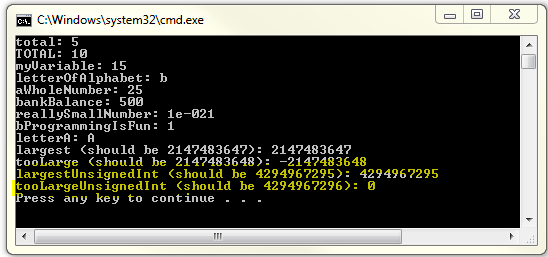 C:\Windows\system32\cmd.exe
total: 5
TOTAL: 10
myVariable: 15
letterOfAlphabet: b
aWholeNumber: 25
bankBalance: 500
reallySmallNumber: 1e-021
bProgrammingIsFun: 1
letterA: A
largest (should be 2147483647): 2147483647
tooLarge (should be 2147483648): -2147483648
largestUnsignedInt (should be 4294967295): 4294967295
tooLargeUnsignedInt (should be 4294967296): 0
Press any key to continue . . .